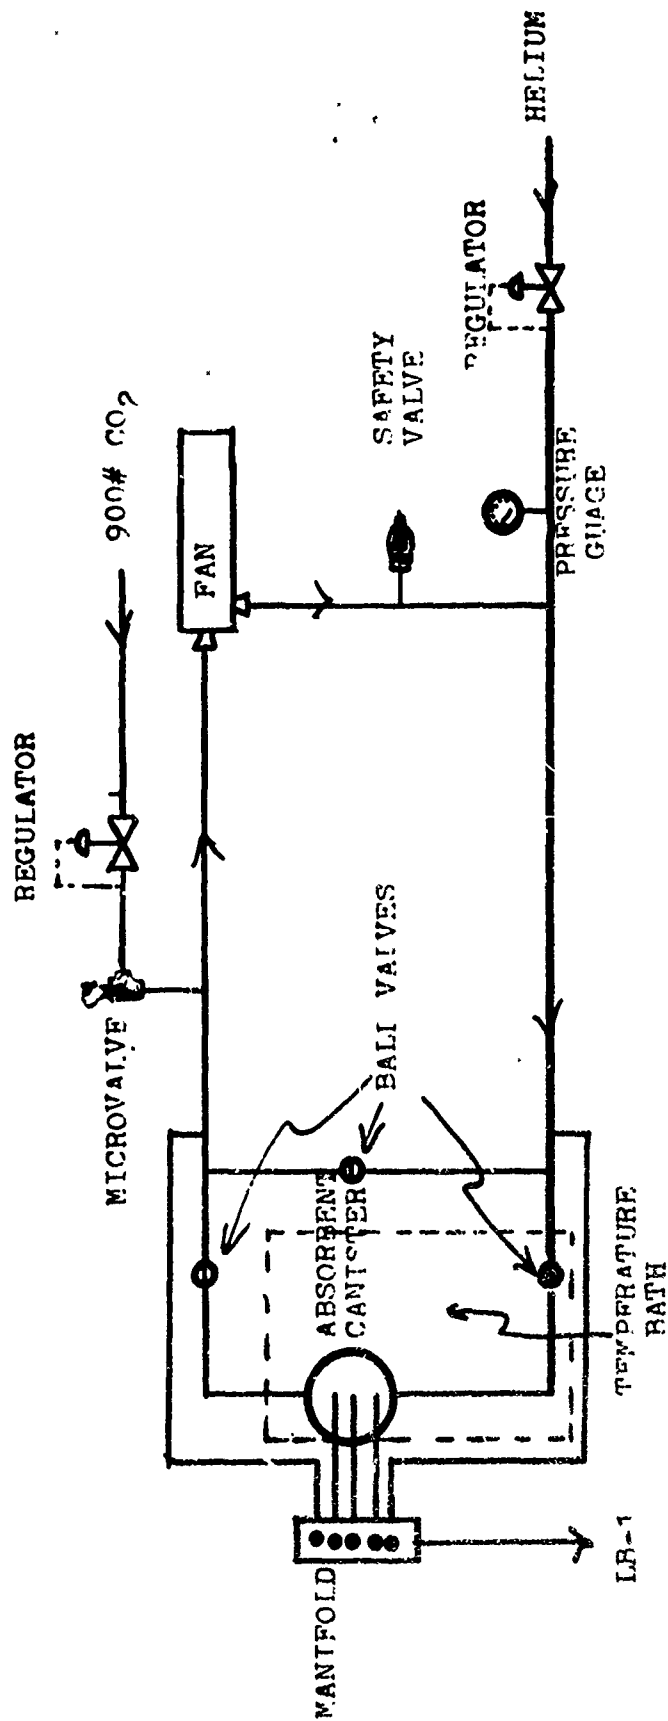 HELIUM
REGULATOR
SAFETY
VALVE
900# CO2
PRESSURE
GUAGE
FAN
REGULATOR
BALL VALVES
MICROVALVE
ABSORBENT
CANISTER
TEMPERATURE
BATH
MANIFOLD
LB-1